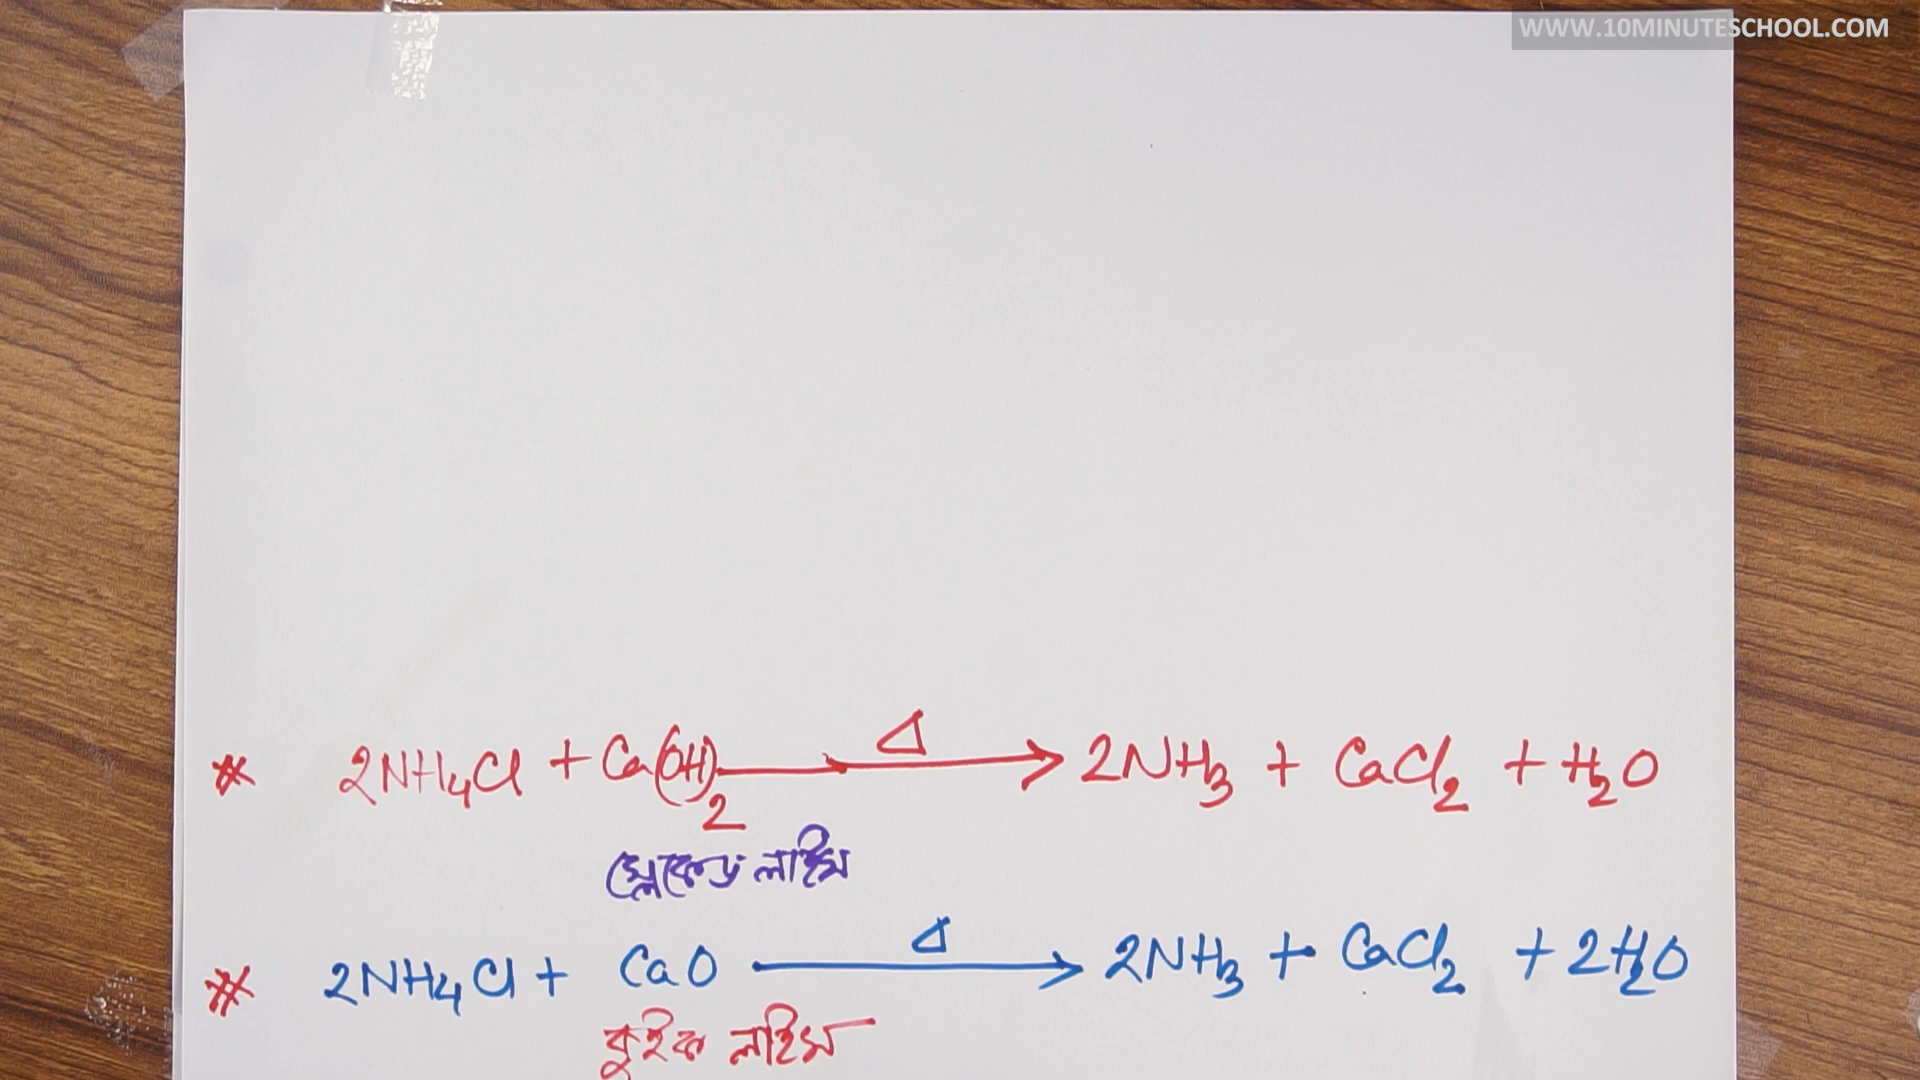 WWW.10MINUTESCHOOL.COM
* 2NH₄Cl + Ca(OH)₂ ⟶ Δ 2NH₃ + CaCl₂ + H₂O
স্লেকেড লাইম
* 2NH₄Cl + CaO ⟶ Δ 2NH₃ + CaCl₂ + 2H₂O
কুইক লাইম